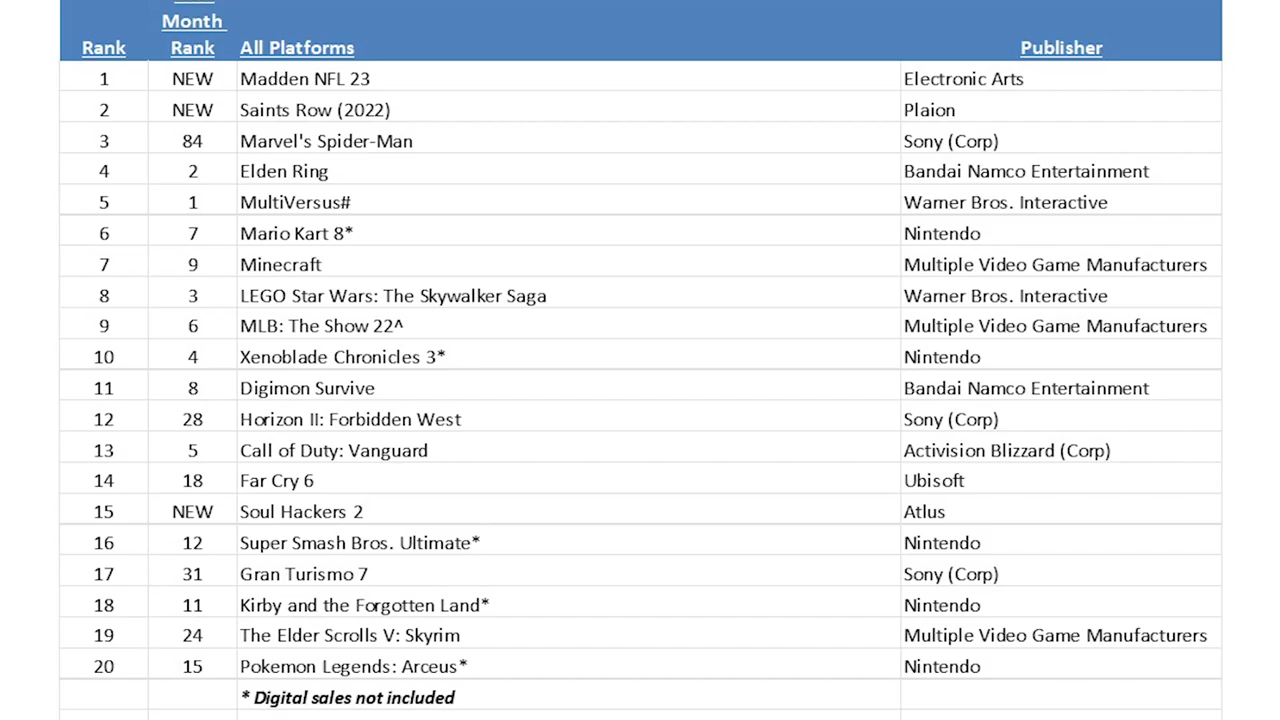 Month
Rank Rank All Platforms Publisher
1 NEW Madden NFL 23 Electronic Arts
2 NEW Saints Row (2022) Plaion
3 84 Marvel's Spider-Man Sony (Corp)
4 2 Elden Ring Bandai Namco Entertainment
5 1 MultiVersus# Warner Bros. Interactive
6 7 Mario Kart 8* Nintendo
7 9 Minecraft Multiple Video Game Manufacturers
8 3 LEGO Star Wars: The Skywalker Saga Warner Bros. Interactive
9 6 MLB: The Show 22^ Multiple Video Game Manufacturers
10 4 Xenoblade Chronicles 3* Nintendo
11 8 Digimon Survive Bandai Namco Entertainment
12 28 Horizon II: Forbidden West Sony (Corp)
13 5 Call of Duty: Vanguard Activision Blizzard (Corp)
14 18 Far Cry 6 Ubisoft
15 NEW Soul Hackers 2 Atlus
16 12 Super Smash Bros. Ultimate* Nintendo
17 31 Gran Turismo 7 Sony (Corp)
18 11 Kirby and the Forgotten Land* Nintendo
19 24 The Elder Scrolls V: Skyrim Multiple Video Game Manufacturers
20 15 Pokemon Legends: Arceus* Nintendo
* Digital sales not included